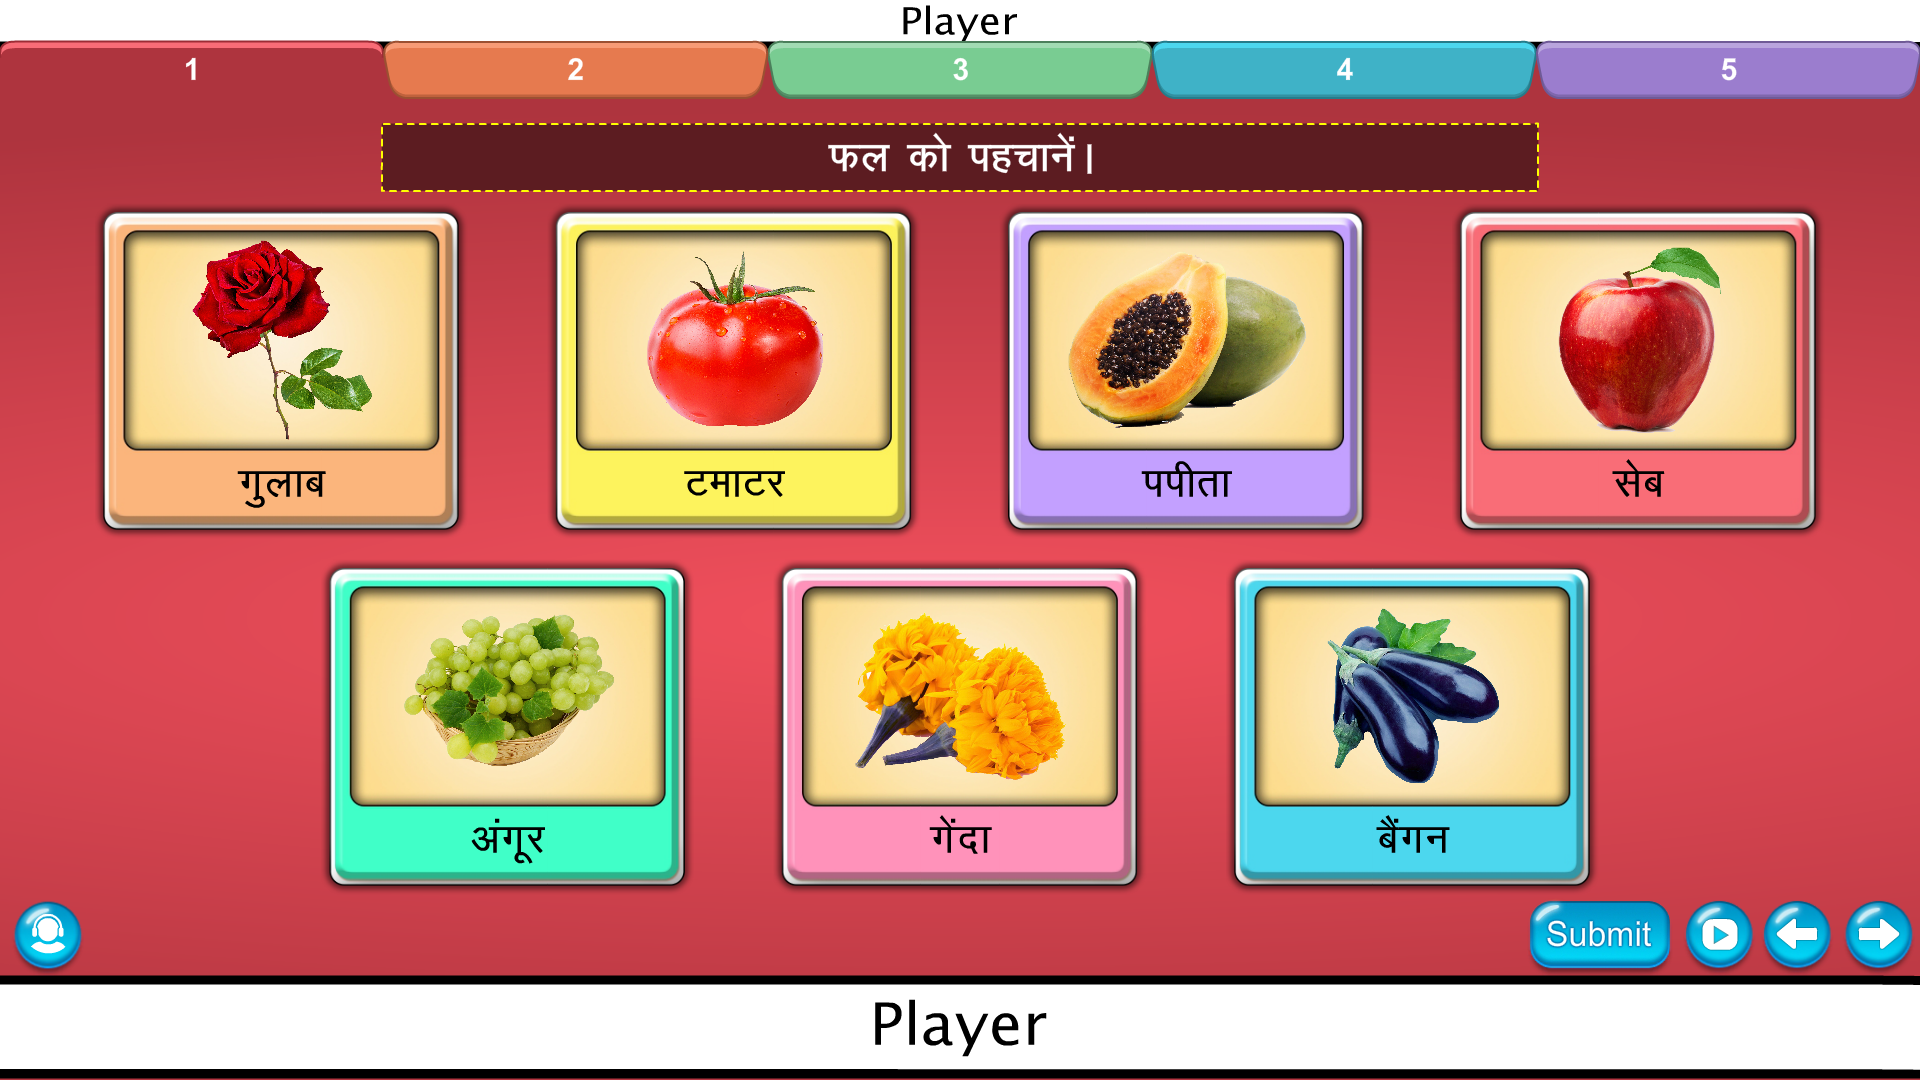 Player
1 2 3 4 5
फल को पहचानें।
गुलाब टमाटर पपीता सेब
अंगूर गेंदा बैंगन
Submit
Player